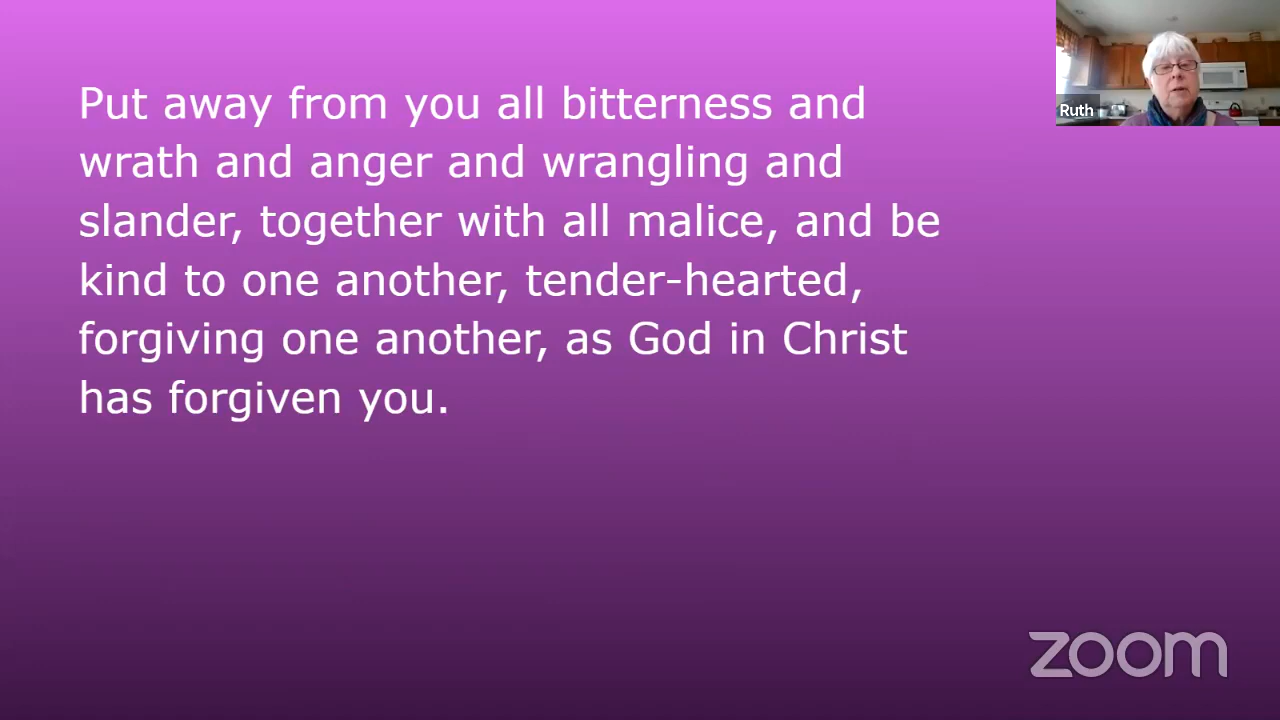 Put away from you all bitterness and
wrath and anger and wrangling and
slander, together with all malice, and be
kind to one another, tender-hearted,
forgiving one another, as God in Christ
has forgiven you.
Ruth
zoom